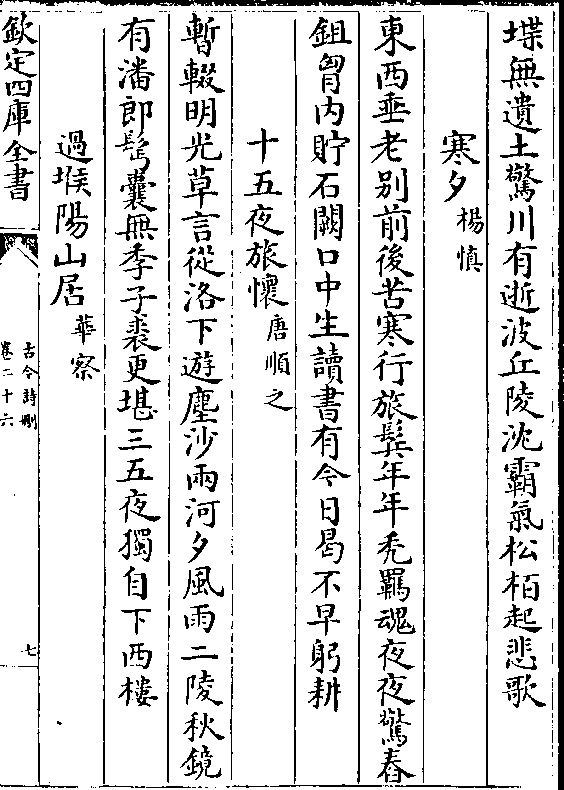 堞無遺土驚川有逝波丘陵沈霸氣松栢起悲歌
寒夕 楊慎
東西垂老别前後苦寒行旅鬂年年秃羈魂夜夜驚舂
鉏胷内貯石闕口中生讀書有今日曷不早躬耕
十五夜旅懷 唐順之
暫輟明光草言從洛下遊塵沙兩河夕風雨二陵秋鏡
有潘郎髩囊無季子裘更堪三五夜獨自下西樓
過堠陽山居 華察
欽定四庫全書
古今詩刪
卷二十六
七